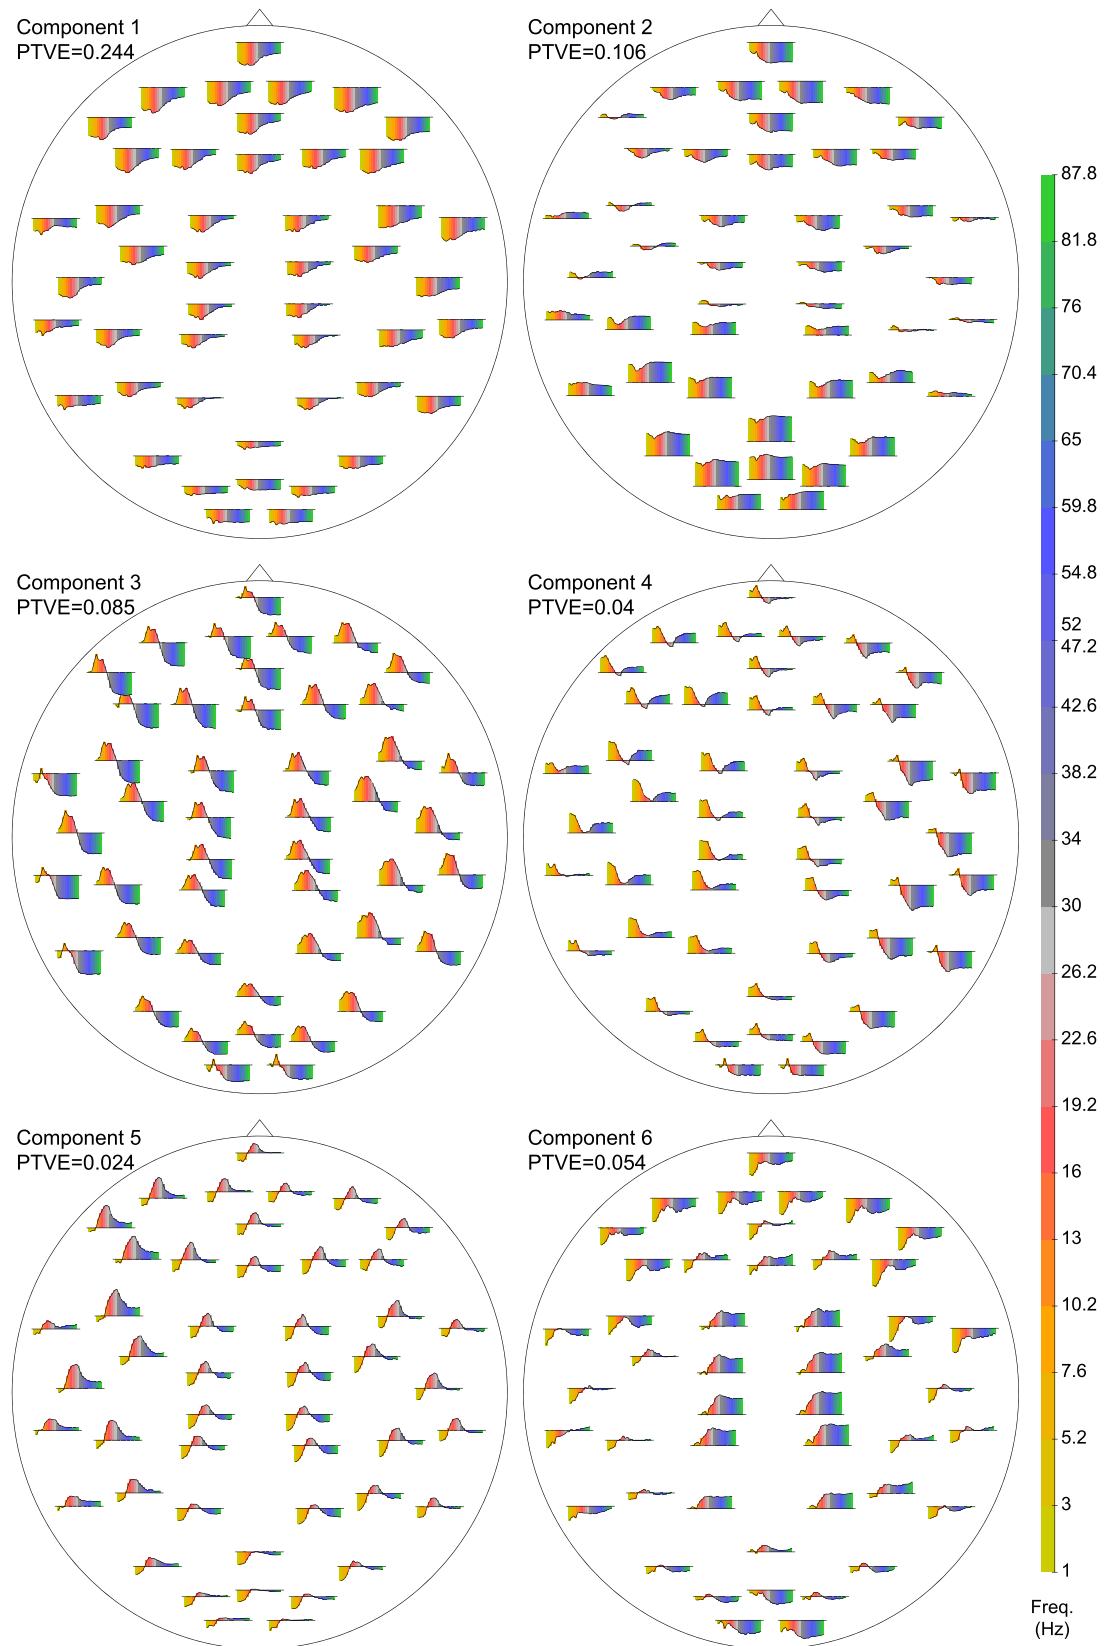 Component 1
PTVE=0.244
Component 2
PTVE=0.106
Component 3
PTVE=0.085
Component 4
PTVE=0.04
Component 5
PTVE=0.024
Component 6
PTVE=0.054
87.8
81.8
76
70.4
65
59.8
54.8
52
47.2
42.6
38.2
34
30
26.2
22.6
19.2
16
13
10.2
7.6
5.2
3
1
Freq.
(Hz)